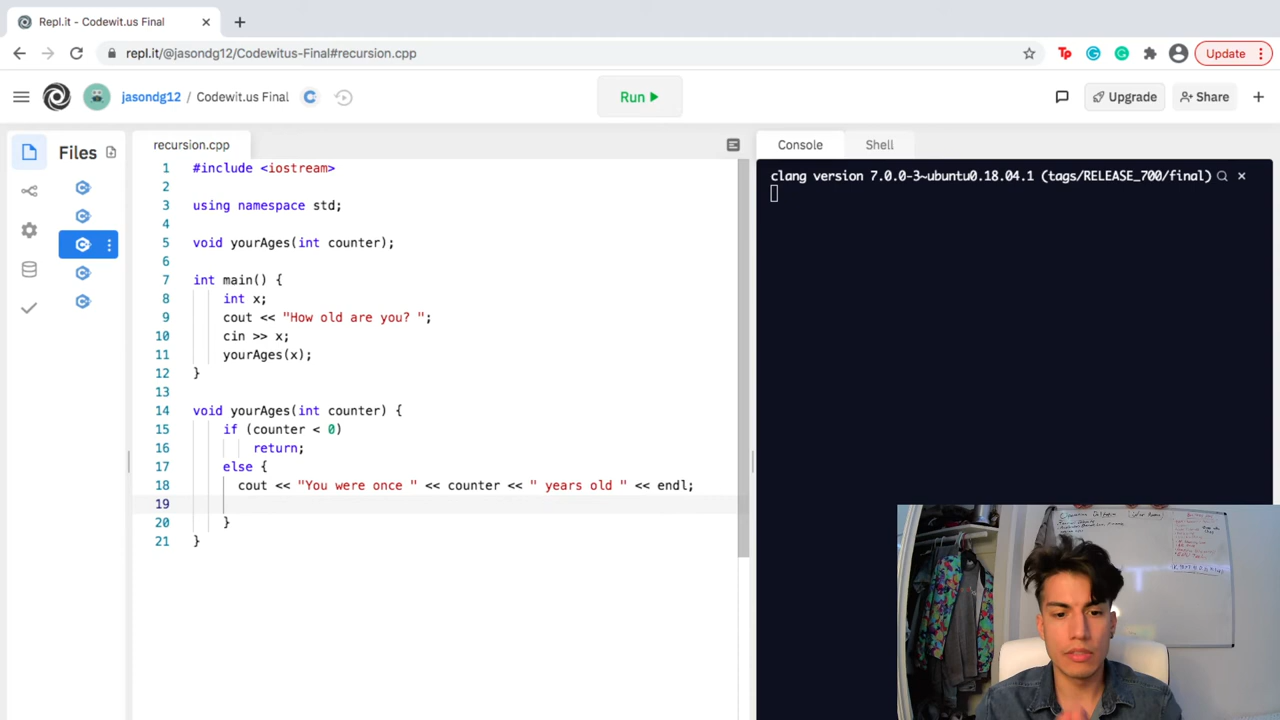 Repl.it - Codewit.us Final
repl.it/@jasondg12/Codewitus-Final#recursion.cpp
Update
jasondg12 / Codewit.us Final
Run
Upgrade
Share
Files
recursion.cpp
Console
Shell
1 #include <iostream>
2
3 using namespace std;
4
5 void yourAges(int counter);
6
7 int main() {
8 int x;
9 cout << "How old are you? ";
10 cin >> x;
11 yourAges(x);
12 }
13
14 void yourAges(int counter) {
15 if (counter < 0)
16 return;
17 else {
18 cout << "You were once " << counter << " years old " << endl;
19
20 }
21 }
clang version 7.0.0-3~ubuntu0.18.04.1 (tags/RELEASE_700/final)